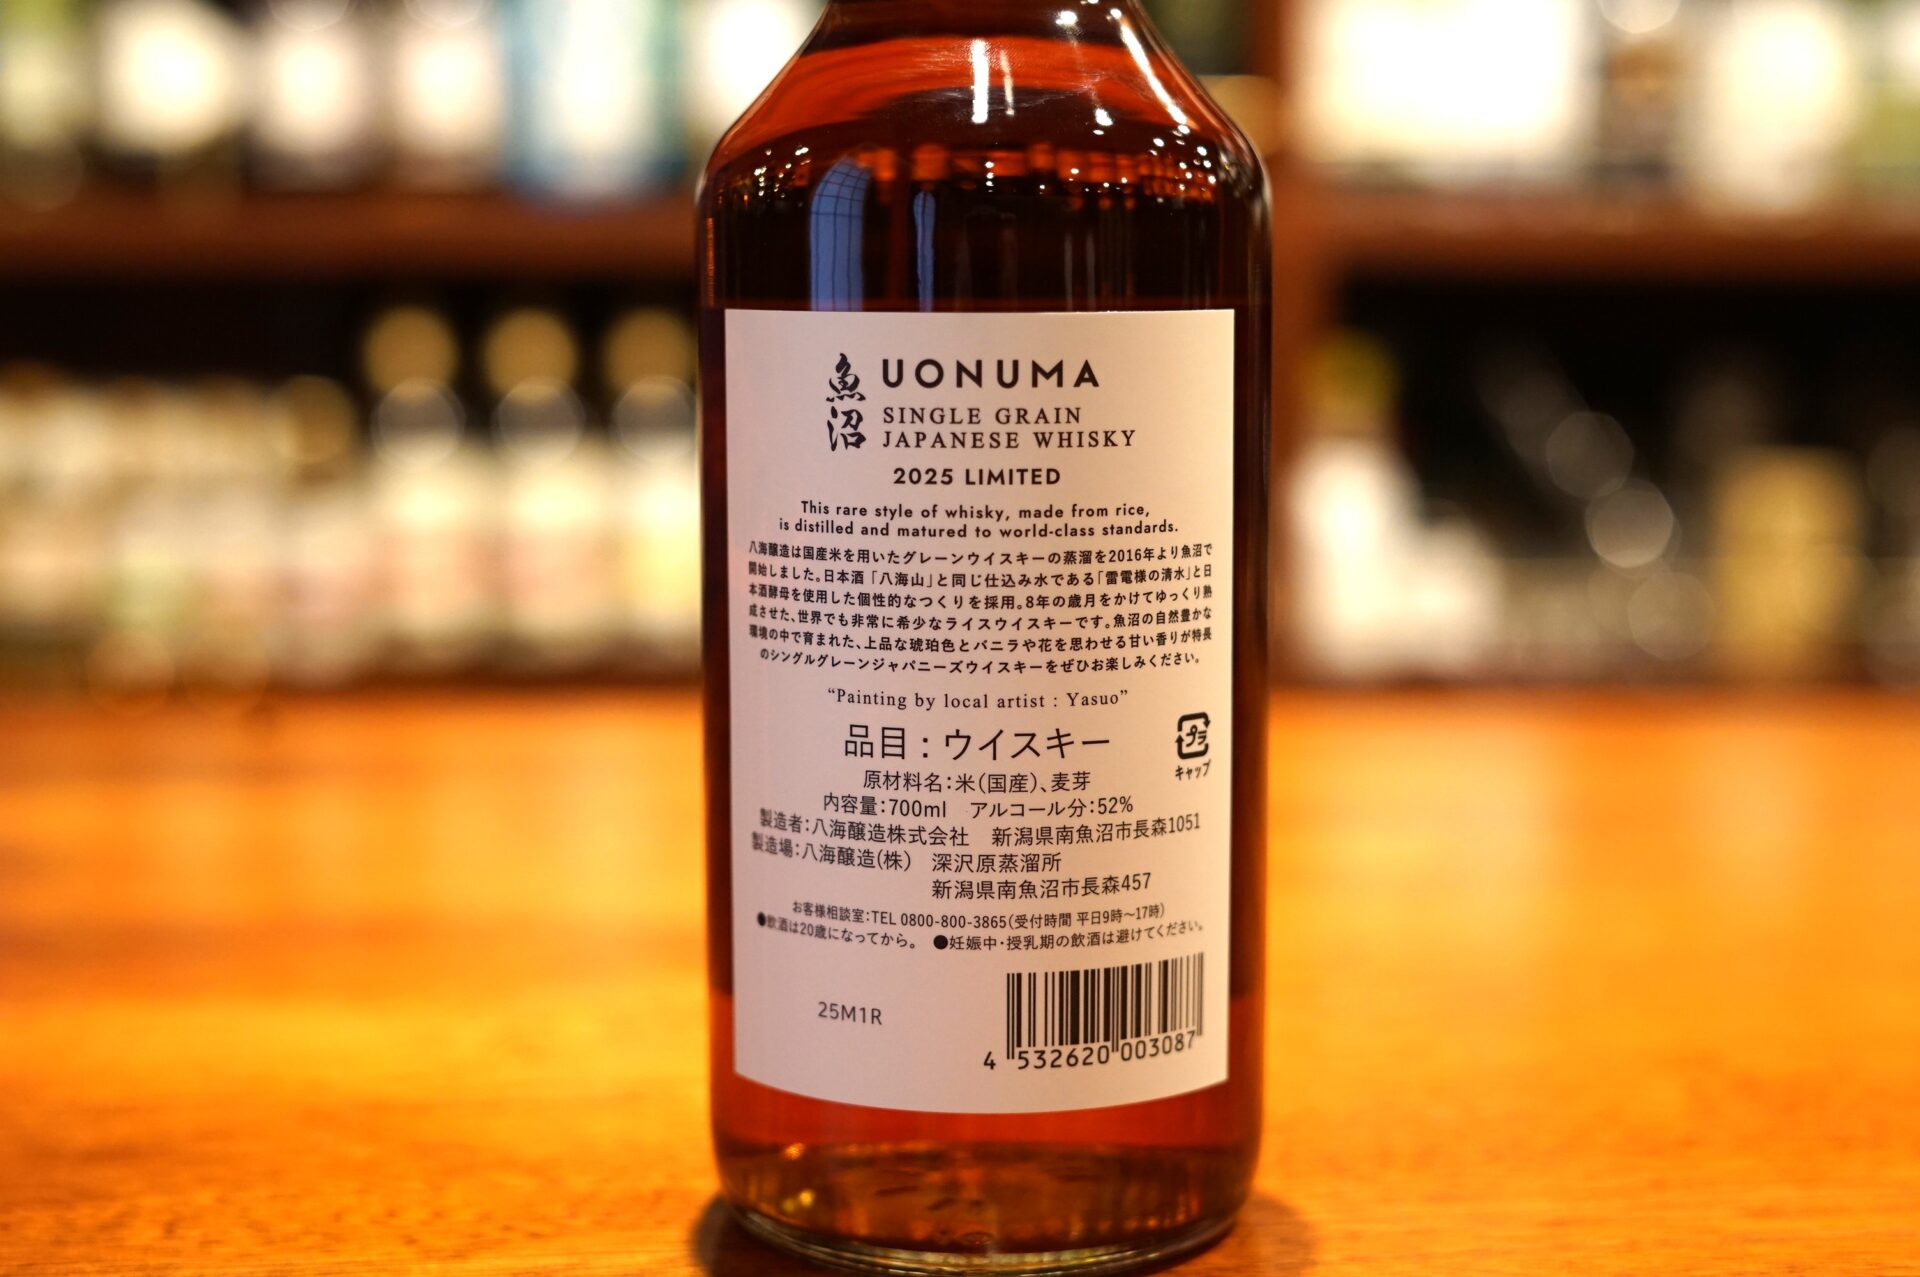 魚沼
UONUMA
SINGLE GRAIN
JAPANESE WHISKY
2025 LIMITED
This rare style of whisky, made from rice,
is distilled and matured to world-class standards.
八海醸造は国産米を用いたグレーンウイスキーの蒸溜を2016年より魚沼で
開始しました。日本酒「八海山」と同じ仕込み水である「雷電様の清水」と日
本酒酵母を使用した個性的なつくりを採用。8年の歳月をかけてゆっくり熟
成させた、世界でも非常に希少なライスウイスキーです。魚沼の自然豊かな
環境の中で育まれた、上品な琥珀色とバニラや花を思わせる甘い香りが特長
のシングルグレーンジャパニーズウイスキーをぜひお楽しみください。
“Painting by local artist : Yasuo”
品目：ウイスキー
プラ
キャップ
原材料名：米（国産）、麦芽
内容量：700ml　アルコール分：52%
製造者：八海醸造株式会社　新潟県南魚沼市長森1051
製造場：八海醸造(株)　深沢原蒸溜所
新潟県南魚沼市長森457
お客様相談室：TEL 0800-800-3865（受付時間 平日9時～17時）
●飲酒は20歳になってから。　●妊娠中・授乳期の飲酒は避けてください。
25M1R
4 532620 003087